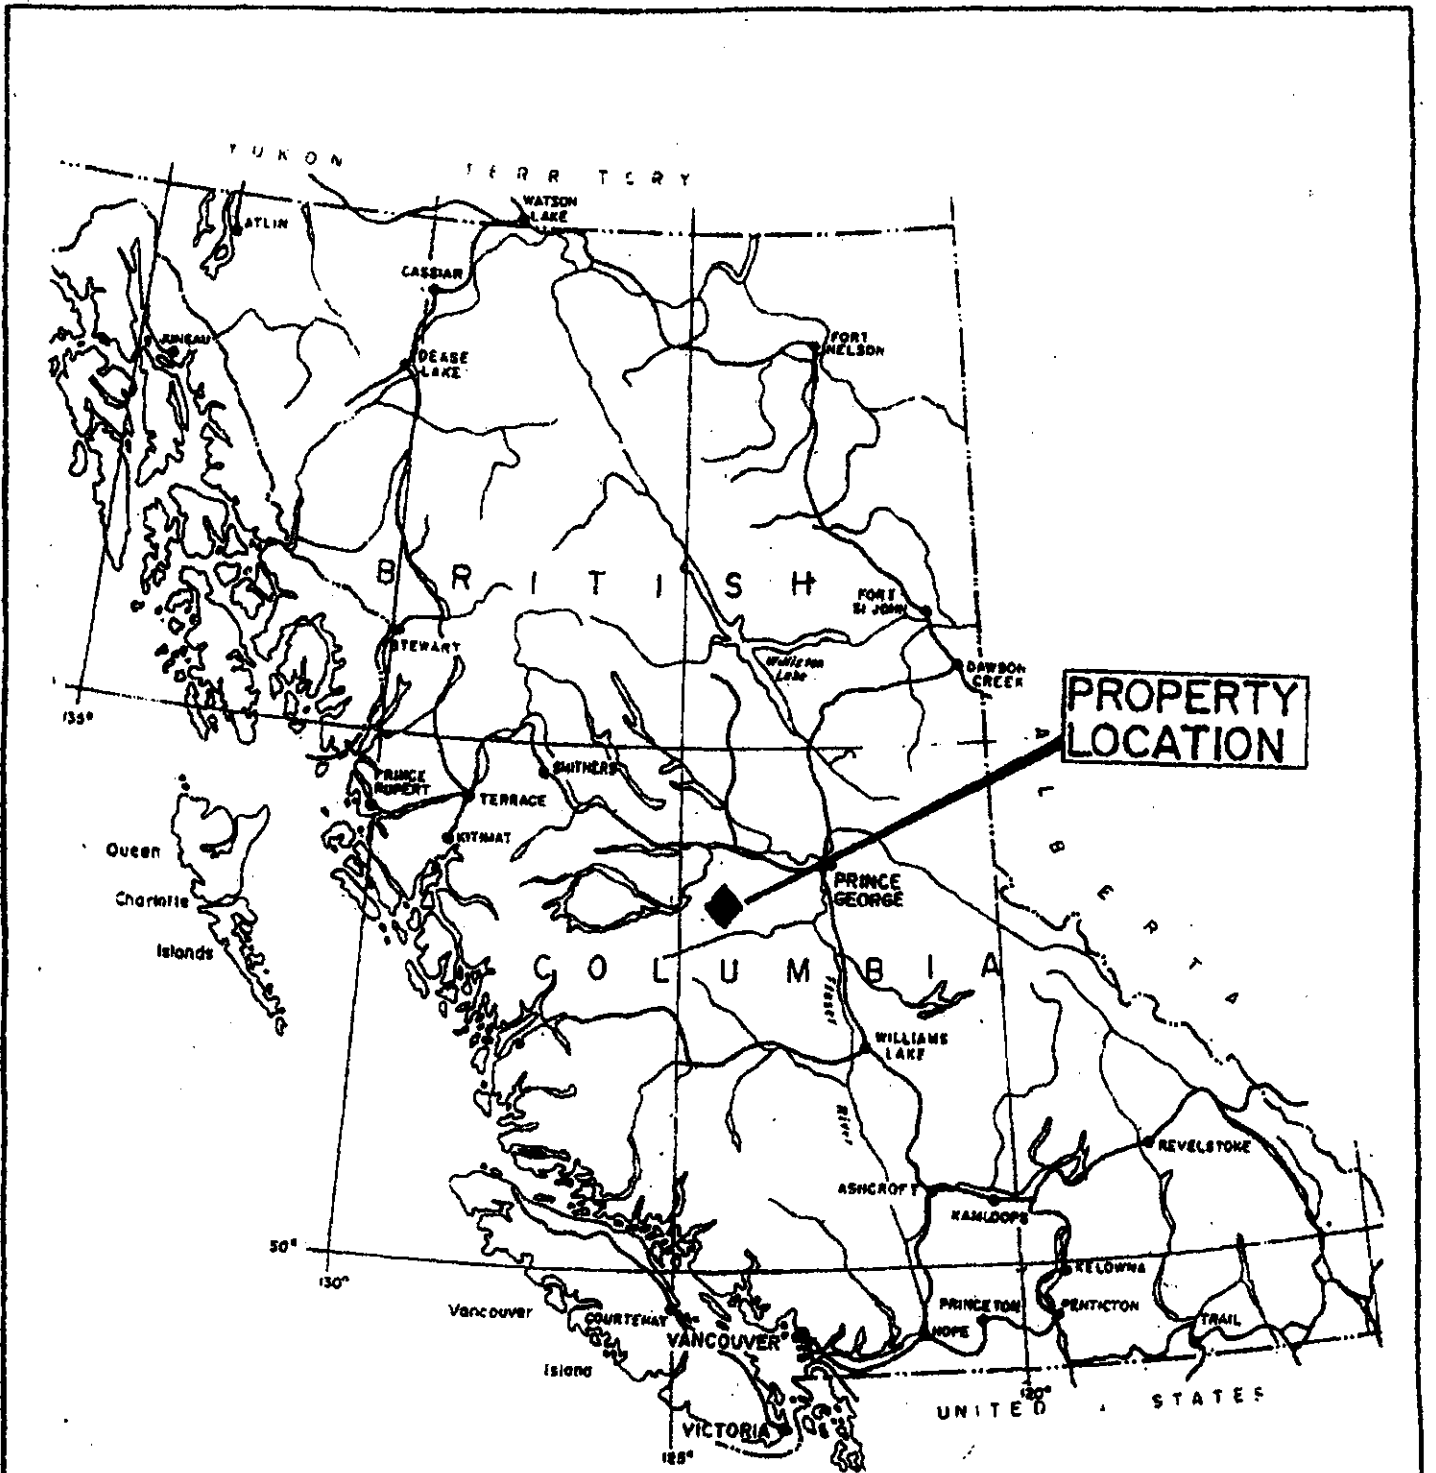 YUKON TERRITORY
WATSON
LAKE
ATLIN
CASSIAR
JUNEAU
FORT
NELSON
DEASE
LAKE
BRITISH
FORT
ST JOHN
STEWART
Williston
Lake
DAWSON
CREEK
PROPERTY
LOCATION
135°
ALBERTA
SMITHERS
PRINCE
RUPERT
TERRACE
KITIMAT
Queen
Charlotte
Islands
PRINCE
GEORGE
COLUMBIA
Fraser
River
WILLIAMS
LAKE
REVELSTOKE
ASHCROFT
KAMLOOPS
50°
130°
KELOWNA
Vancouver
Island
COURTENAY
PRINCETON
PENTICTON
VANCOUVER
HOPE
TRAIL
120°
UNITED STATES
VICTORIA
125°